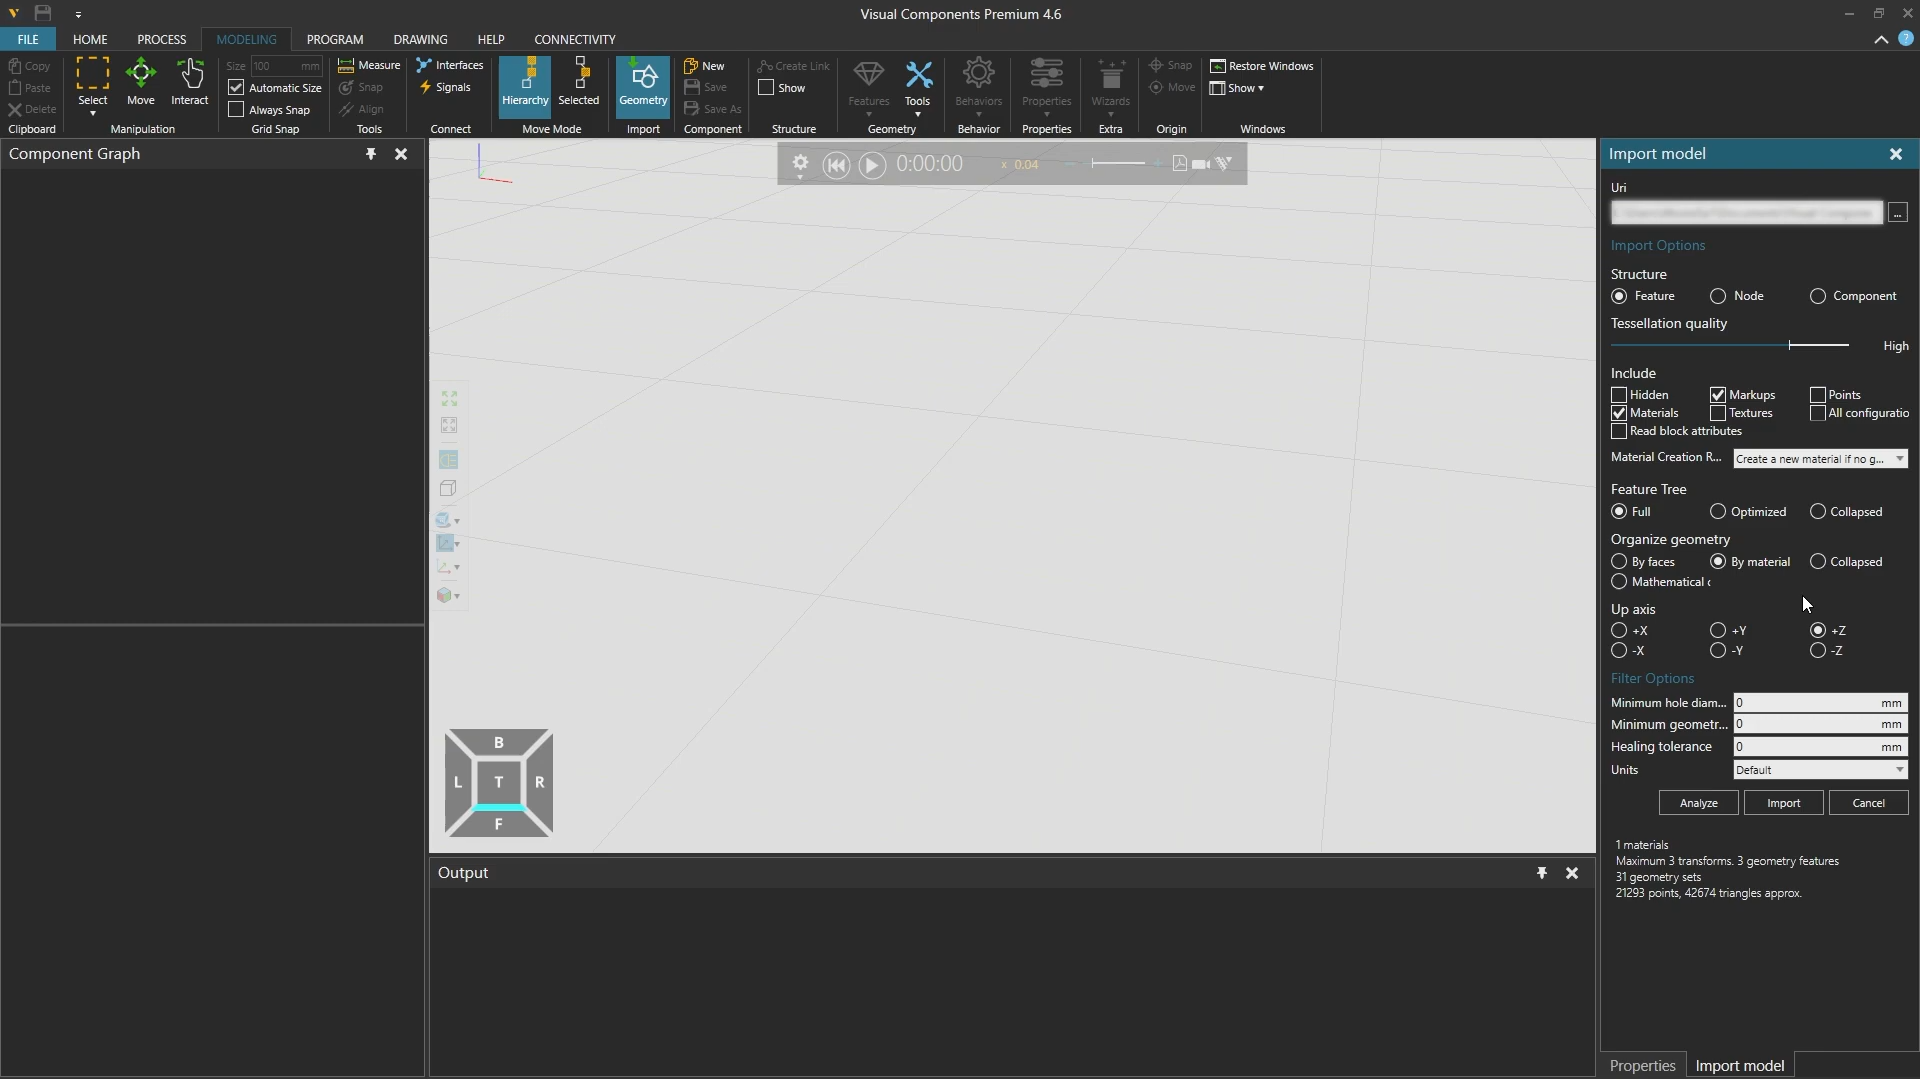 Visual Components Premium 4.6
FILE HOME PROCESS MODELING PROGRAM DRAWING HELP CONNECTIVITY
Copy
Paste
Delete
Clipboard
Select
Move
Interact
Manipulation
Size 100 mm
Automatic Size
Always Snap
Grid Snap
Measure
Snap
Align
Tools
Interfaces
Signals
Connect
Hierarchy
Selected
Move Mode
Geometry
Import
New
Save
Save As
Component
Create Link
Show
Structure
Features
Tools
Geometry
Behaviors
Behavior
Properties
Properties
Wizards
Extra
Snap
Move
Origin
Restore Windows
Show
Windows
Component Graph
0:00:00 x 0.04
B
L T R
F
Output
Import model
Uri
...
Import Options
Structure
Feature Node Component
Tessellation quality
High
Include
Hidden Markups Points
Materials Textures All configuratio
Read block attributes
Material Creation R... Create a new material if no g...
Feature Tree
Full Optimized Collapsed
Organize geometry
By faces By material Collapsed
Mathematical c
Up axis
+X +Y +Z
-X -Y -Z
Filter Options
Minimum hole diam... 0 mm
Minimum geometr... 0 mm
Healing tolerance 0 mm
Units Default
Analyze Import Cancel
1 materials
Maximum 3 transforms. 3 geometry features
31 geometry sets
21293 points, 42674 triangles approx.
Properties Import model